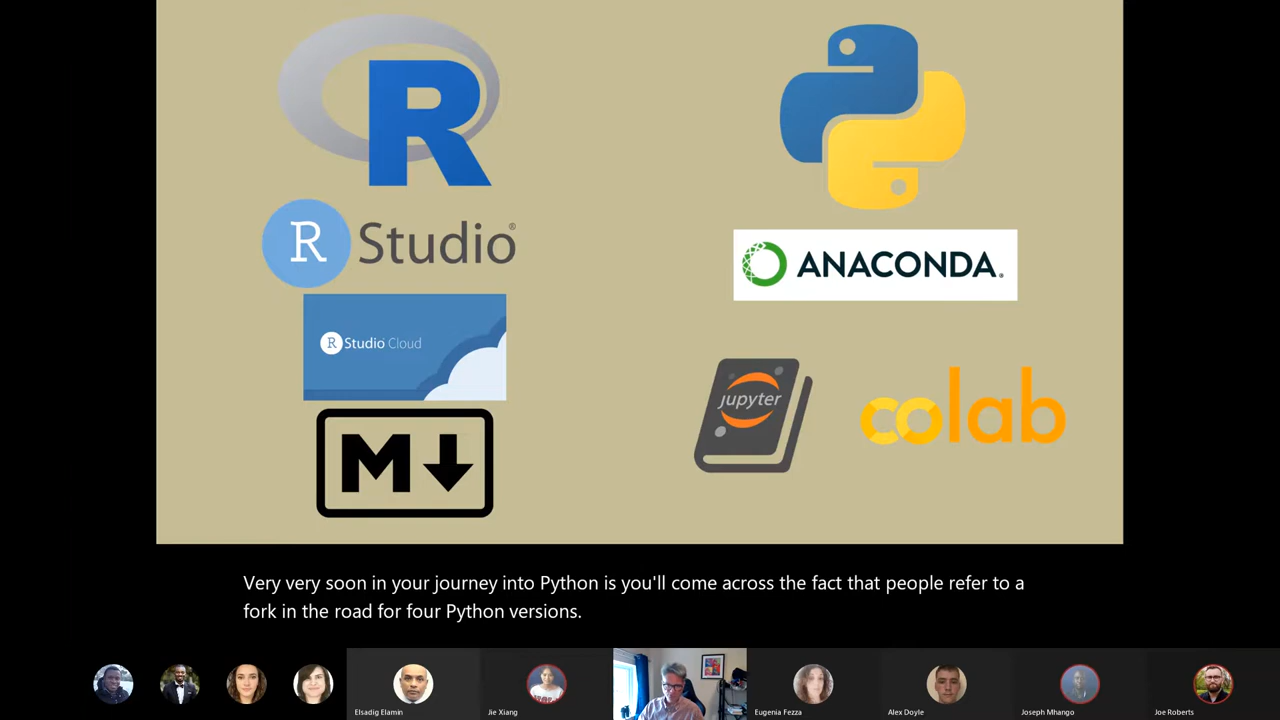 R
R Studio®
R Studio Cloud
M
ANACONDA.
jupyter
colab
Very very soon in your journey into Python is you'll come across the fact that people refer to a
fork in the road for four Python versions.
Elsadig Elamin
Jie Xiang
Eugenia Fezza
Alex Doyle
Joseph Mhango
Joe Roberts